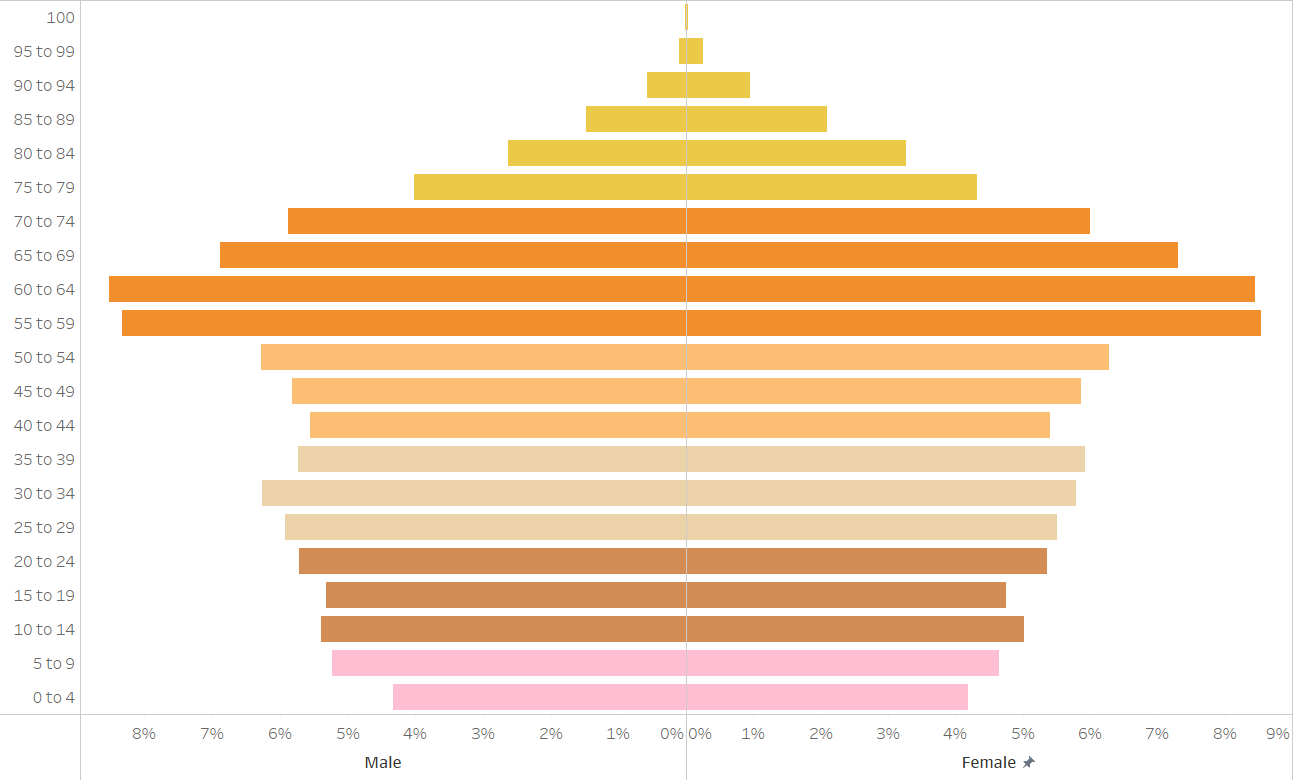 100
95 to 99
90 to 94
85 to 89
80 to 84
75 to 79
70 to 74
65 to 69
60 to 64
55 to 59
50 to 54
45 to 49
40 to 44
35 to 39
30 to 34
25 to 29
20 to 24
15 to 19
10 to 14
5 to 9
0 to 4
8% 7% 6% 5% 4% 3% 2% 1% 0% 0% 1% 2% 3% 4% 5% 6% 7% 8% 9%
Male Female